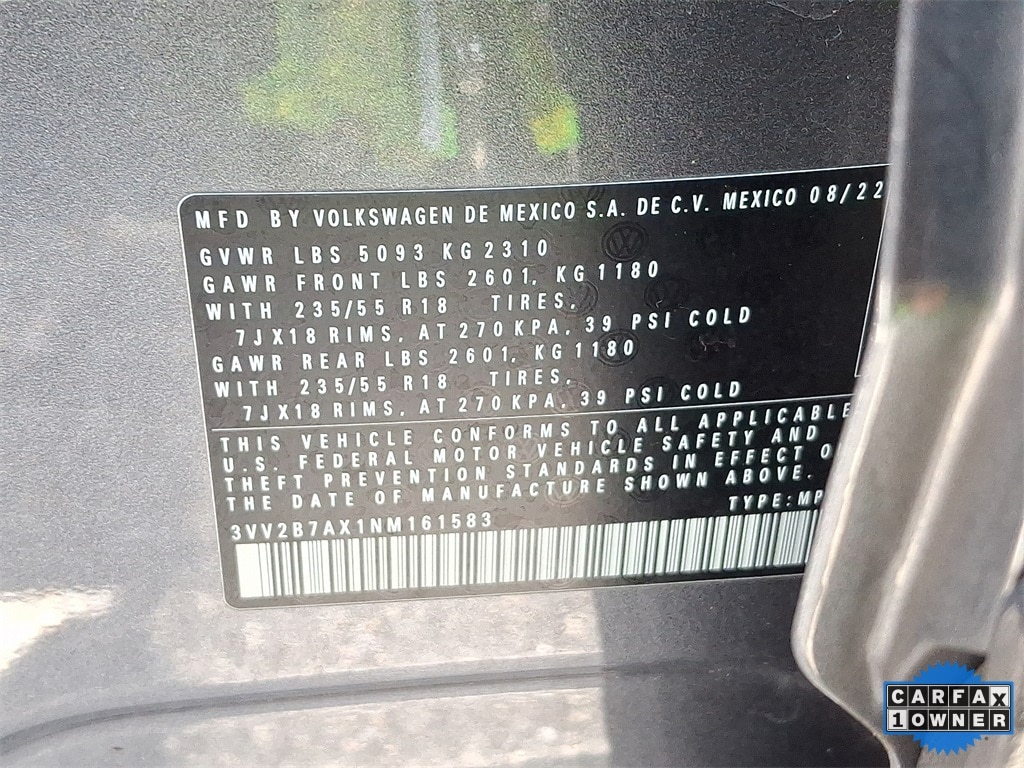 MFD BY VOLKSWAGEN DE MEXICO S.A. DE C.V. MEXICO 08/22
GVWR LBS 5093 KG 2310
GAWR FRONT LBS 2601, KG 1180
WITH 235/55 R18 TIRES,
7JX18 RIMS, AT 270 KPA, 39 PSI COLD
GAWR REAR LBS 2601, KG 1180
WITH 235/55 R18 TIRES,
7JX18 RIMS, AT 270 KPA, 39 PSI COLD
THIS VEHICLE CONFORMS TO ALL APPLICABLE
U.S. FEDERAL MOTOR VEHICLE SAFETY AND
THEFT PREVENTION STANDARDS IN EFFECT
THE DATE OF MANUFACTURE SHOWN ABOVE.
TYPE:
3VV2B7AX1NM161583
CARFAX
1 OWNER